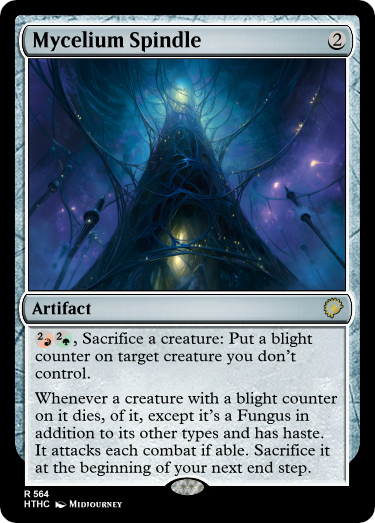 Mycelium Spindle 2
Artifact
2 2, Sacrifice a creature: Put a blight
counter on target creature you don't
control.
Whenever a creature with a blight counter
on it dies, of it, except it's a Fungus in
addition to its other types and has haste.
It attacks each combat if able. Sacrifice it
at the beginning of your next end step.
R 564
HTHC MIDJOURNEY